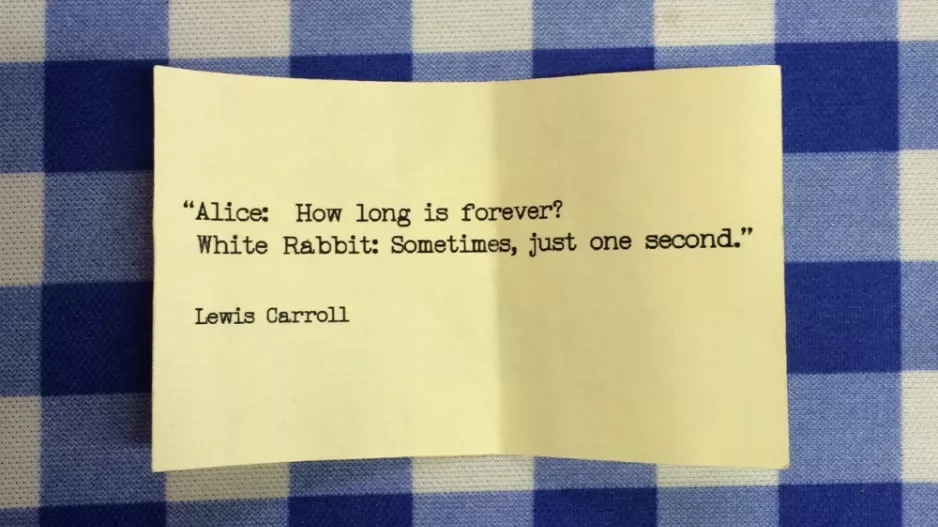 “Alice:  How long is forever?
White Rabbit: Sometimes, just one second.”
Lewis Carroll